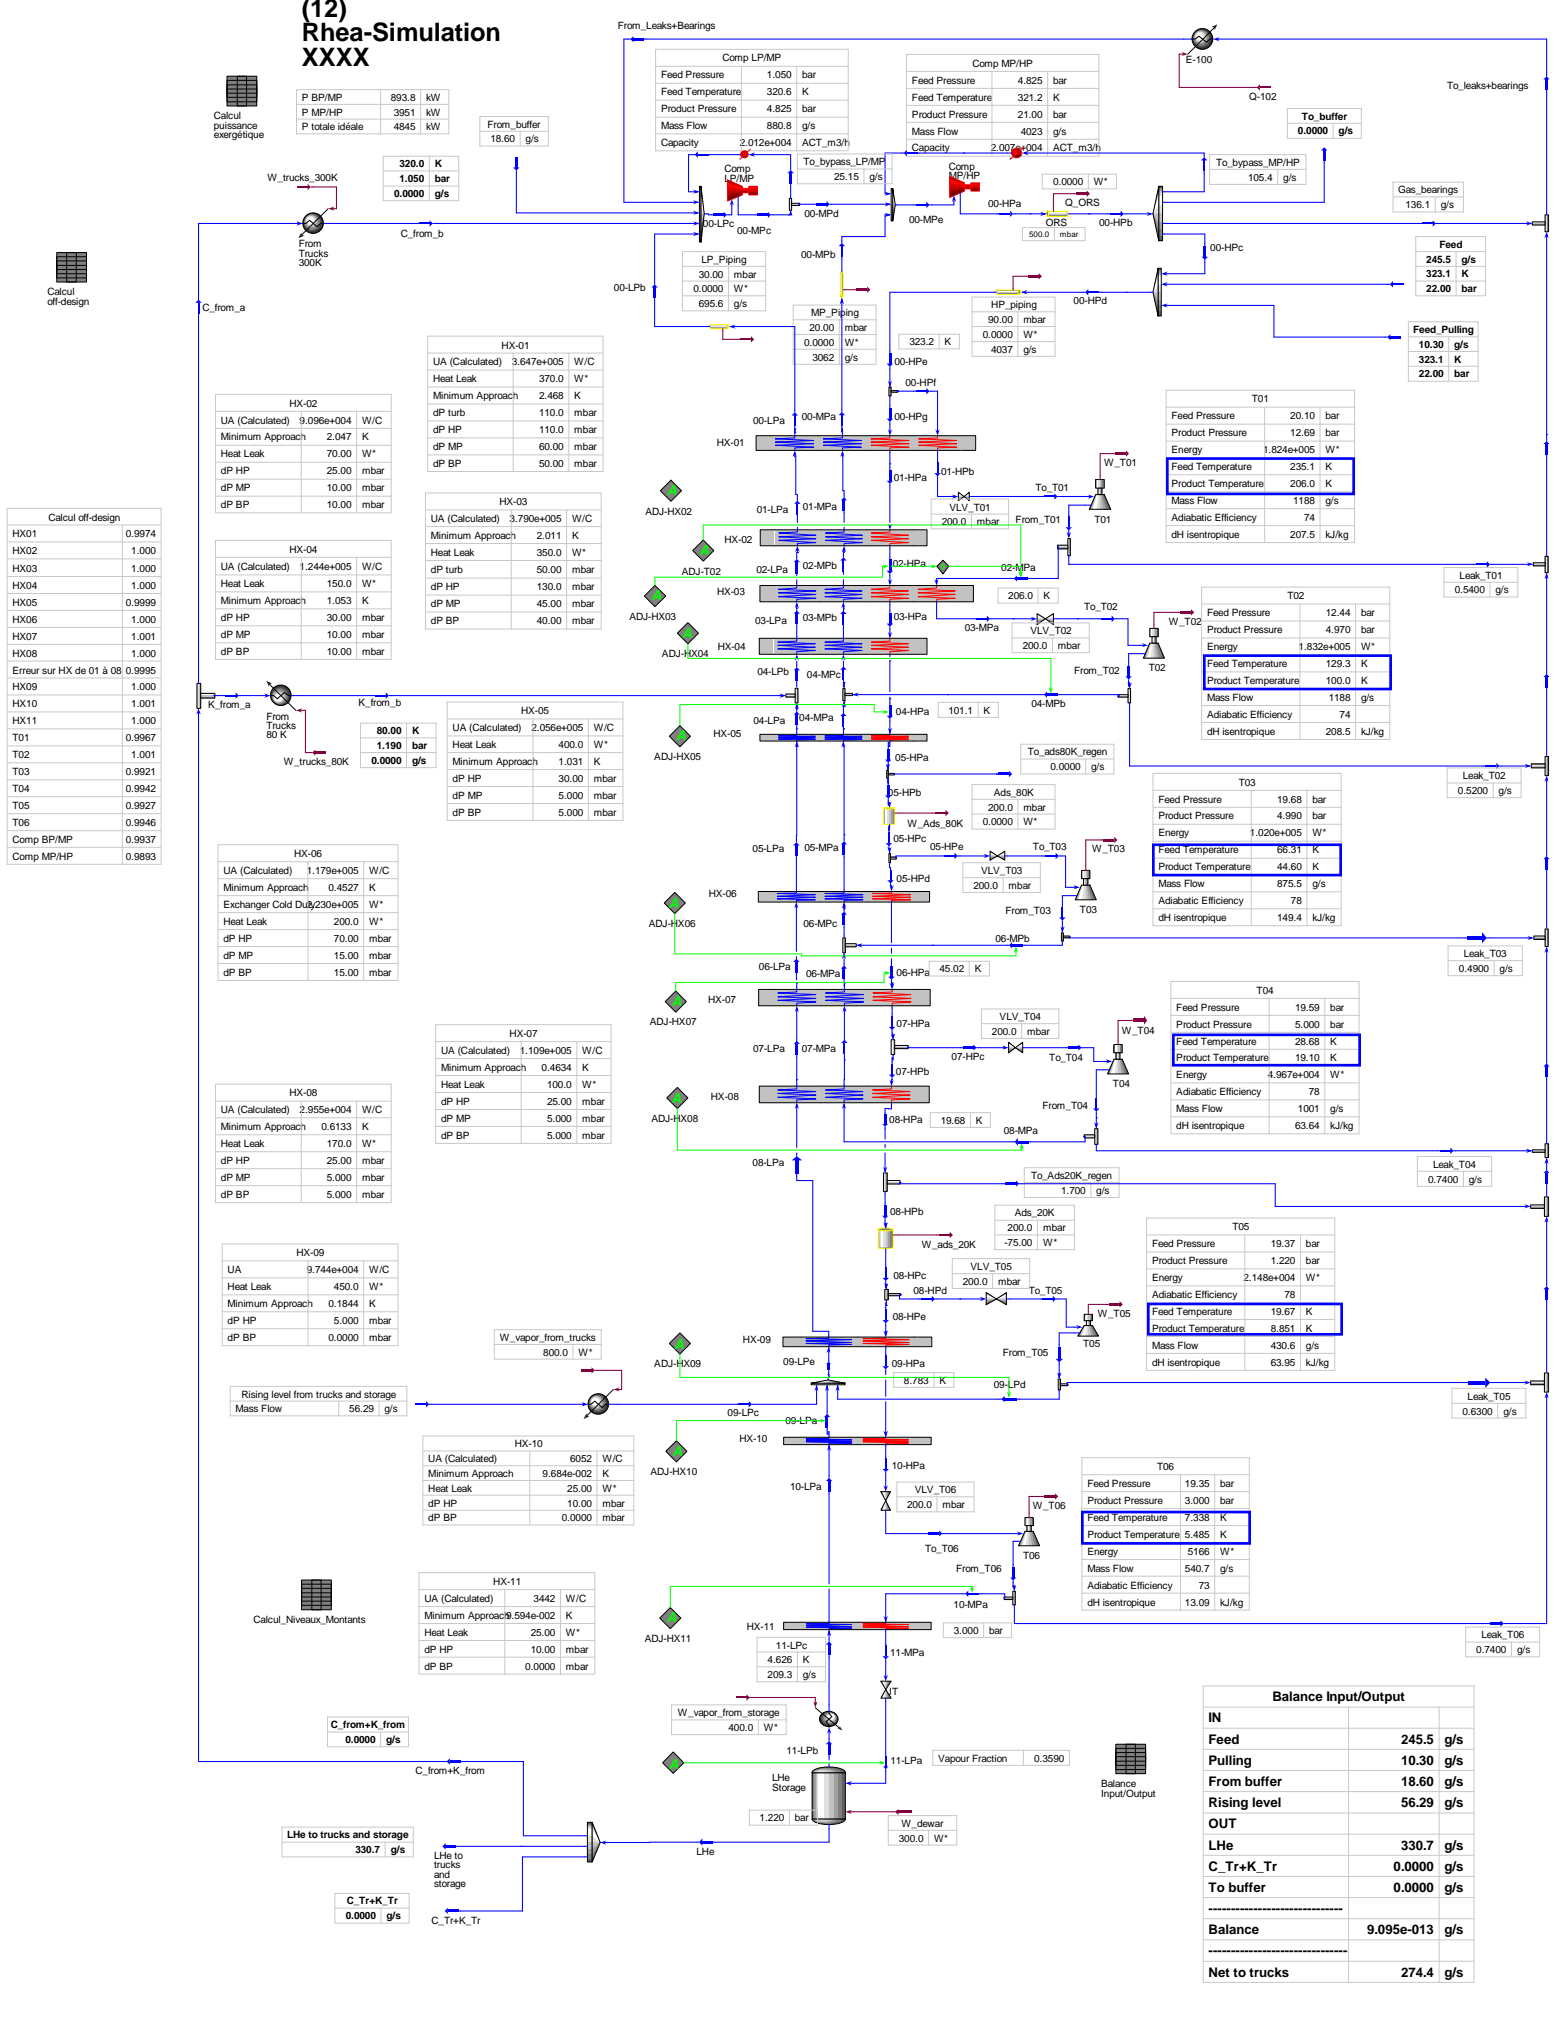 (12)
Rhea-Simulation
XXXX
Calcul
puissance
exergétique
P BP/MP 893.8 kW
P MP/HP 3951 kW
P totale idéale 4845 kW
From_buffer
18.60 g/s
320.0 K
1.050 bar
0.0000 g/s
W_trucks_300K
From
Trucks
300K
C_from_b
C_from_a
Calcul
off-design
From_Leaks+Bearings
Comp LP/MP
Feed Pressure 1.050 bar
Feed Temperature 320.6 K
Product Pressure 4.825 bar
Mass Flow 880.8 g/s
Capacity 2.012e+004 ACT_m3/h
Comp MP/HP
Feed Pressure 4.825 bar
Feed Temperature 321.2 K
Product Pressure 21.00 bar
Mass Flow 4023 g/s
Capacity 2.007e+004 ACT_m3/h
E-100
Q-102
To_leaks+bearings
To_buffer
0.0000 g/s
To_bypass_LP/MP
25.15 g/s
To_bypass_MP/HP
105.4 g/s
Comp
LP/MP
Comp
MP/HP
0.0000 W*
Q_ORS
ORS
500.0 mbar
Gas_bearings
136.1 g/s
00-LPc
00-MPc
00-MPd
00-MPe
00-HPa
00-HPb
00-HPc
00-HPd
00-MPb
00-LPb
Feed
245.5 g/s
323.1 K
22.00 bar
Feed_Pulling
10.30 g/s
323.1 K
22.00 bar
LP_Piping
30.00 mbar
0.0000 W*
695.6 g/s
MP_Piping
20.00 mbar
0.0000 W*
3062 g/s
HP_piping
90.00 mbar
0.0000 W*
4037 g/s
323.2 K
00-HPe
00-HPf
00-HPg
00-LPa
00-MPa
HX-01
UA (Calculated) 3.647e+005 W/C
Heat Leak 370.0 W*
Minimum Approach 2.468 K
dP turb 110.0 mbar
dP HP 110.0 mbar
dP MP 60.00 mbar
dP BP 50.00 mbar
HX-02
UA (Calculated) 9.096e+004 W/C
Minimum Approach 2.047 K
Heat Leak 70.00 W*
dP HP 25.00 mbar
dP MP 10.00 mbar
dP BP 10.00 mbar
HX-03
UA (Calculated) 3.790e+005 W/C
Minimum Approach 2.011 K
Heat Leak 350.0 W*
dP turb 50.00 mbar
dP HP 130.0 mbar
dP MP 45.00 mbar
dP BP 40.00 mbar
HX-04
UA (Calculated) 1.244e+005 W/C
Heat Leak 150.0 W*
Minimum Approach 1.053 K
dP HP 30.00 mbar
dP MP 10.00 mbar
dP BP 10.00 mbar
Calcul off-design
HX01 0.9974
HX02 1.000
HX03 1.000
HX04 1.000
HX05 0.9999
HX06 1.000
HX07 1.001
HX08 1.000
Erreur sur HX de 01 à 08 0.9995
HX09 1.000
HX10 1.001
HX11 1.000
T01 0.9967
T02 1.001
T03 0.9921
T04 0.9942
T05 0.9927
T06 0.9946
Comp BP/MP 0.9937
Comp MP/HP 0.9893
HX-01
01-HPa
01-HPb
01-LPa
01-MPa
ADJ-HX02
ADJ-T02
ADJ-HX03
ADJ-HX04
HX-02
02-LPa
02-MPb
02-HPa
02-MPa
HX-03
03-LPa
03-MPb
03-HPa
03-MPa
HX-04
VLV_T01
200.0 mbar
To_T01
W_T01
From_T01
T01
206.0 K
T01
Feed Pressure 20.10 bar
Product Pressure 12.69 bar
Energy 1.824e+005 W*
Feed Temperature 235.1 K
Product Temperature 206.0 K
Mass Flow 1188 g/s
Adiabatic Efficiency 74
dH isentropique 207.5 kJ/kg
Leak_T01
0.5400 g/s
VLV_T02
200.0 mbar
To_T02
W_T02
From_T02
T02
T02
Feed Pressure 12.44 bar
Product Pressure 4.970 bar
Energy 1.832e+005 W*
Feed Temperature 129.3 K
Product Temperature 100.0 K
Mass Flow 1188 g/s
Adiabatic Efficiency 74
dH isentropique 208.5 kJ/kg
Leak_T02
0.5200 g/s
K_from_a
From
Trucks
80 K
K_from_b
W_trucks_80K
80.00 K
1.190 bar
0.0000 g/s
04-LPb
04-MPc
04-MPb
04-LPa
04-MPa
04-HPa
101.1 K
HX-05
UA (Calculated) 2.056e+005 W/C
Heat Leak 400.0 W*
Minimum Approach 1.031 K
dP HP 30.00 mbar
dP MP 5.000 mbar
dP BP 5.000 mbar
ADJ-HX05
HX-05
05-HPa
To_ads80K_regen
0.0000 g/s
05-HPb
Ads_80K
200.0 mbar
0.0000 W*
W_Ads_80K
05-HPc
05-HPe
05-HPd
05-LPa
05-MPa
VLV_T03
200.0 mbar
To_T03
W_T03
From_T03
T03
T03
Feed Pressure 19.68 bar
Product Pressure 4.990 bar
Energy 1.020e+005 W*
Feed Temperature 66.31 K
Product Temperature 44.60 K
Mass Flow 875.5 g/s
Adiabatic Efficiency 78
dH isentropique 149.4 kJ/kg
Leak_T03
0.4900 g/s
HX-06
UA (Calculated) 1.179e+005 W/C
Minimum Approach 0.4527 K
Exchanger Cold Duty 3.230e+005 W*
Heat Leak 200.0 W*
dP HP 70.00 mbar
dP MP 15.00 mbar
dP BP 15.00 mbar
HX-06
ADJ-HX06
06-MPc
06-MPb
06-LPa
06-MPa
06-HPa
45.02 K
HX-07
ADJ-HX07
07-HPa
07-HPc
07-HPb
07-LPa
07-MPa
VLV_T04
200.0 mbar
To_T04
W_T04
From_T04
T04
T04
Feed Pressure 19.59 bar
Product Pressure 5.000 bar
Feed Temperature 28.68 K
Product Temperature 19.10 K
Energy 4.967e+004 W*
Adiabatic Efficiency 78
Mass Flow 1001 g/s
dH isentropique 63.64 kJ/kg
Leak_T04
0.7400 g/s
HX-07
UA (Calculated) 1.109e+005 W/C
Minimum Approach 0.4634 K
Heat Leak 100.0 W*
dP HP 25.00 mbar
dP MP 5.000 mbar
dP BP 5.000 mbar
HX-08
UA (Calculated) 2.955e+004 W/C
Minimum Approach 0.6133 K
Heat Leak 170.0 W*
dP HP 25.00 mbar
dP MP 5.000 mbar
dP BP 5.000 mbar
HX-08
ADJ-HX08
08-HPa
19.68 K
08-MPa
08-LPa
To_Ads20K_regen
1.700 g/s
08-HPb
Ads_20K
200.0 mbar
-75.00 W*
W_ads_20K
08-HPc
08-HPd
08-HPe
VLV_T05
200.0 mbar
To_T05
W_T05
From_T05
T05
T05
Feed Pressure 19.37 bar
Product Pressure 1.220 bar
Energy 2.148e+004 W*
Adiabatic Efficiency 78
Feed Temperature 19.67 K
Product Temperature 8.851 K
Mass Flow 430.6 g/s
dH isentropique 63.95 kJ/kg
Leak_T05
0.6300 g/s
HX-09
UA 9.744e+004 W/C
Heat Leak 450.0 W*
Minimum Approach 0.1844 K
dP HP 5.000 mbar
dP BP 0.0000 mbar
W_vapor_from_trucks
800.0 W*
Rising level from trucks and storage
Mass Flow 56.29 g/s
HX-09
ADJ-HX09
09-LPe
09-HPa
8.783 K
09-LPd
09-LPc
09-LPa
HX-10
UA (Calculated) 6052 W/C
Minimum Approach 9.684e-002 K
Heat Leak 25.00 W*
dP HP 10.00 mbar
dP BP 0.0000 mbar
HX-10
ADJ-HX10
10-HPa
10-LPa
VLV_T06
200.0 mbar
To_T06
W_T06
T06
From_T06
10-MPa
T06
Feed Pressure 19.35 bar
Product Pressure 3.000 bar
Feed Temperature 7.338 K
Product Temperature 5.485 K
Energy 5166 W*
Mass Flow 540.7 g/s
Adiabatic Efficiency 73
dH isentropique 13.09 kJ/kg
Leak_T06
0.7400 g/s
Calcul_Niveaux_Montants
HX-11
UA (Calculated) 3442 W/C
Minimum Approach 9.594e-002 K
Heat Leak 25.00 W*
dP HP 10.00 mbar
dP BP 0.0000 mbar
ADJ-HX11
HX-11
3.000 bar
11-LPc
4.626 K
209.3 g/s
11-MPa
JT
W_vapor_from_storage
400.0 W*
11-LPb
11-LPa
Vapour Fraction 0.3590
LHe
Storage
1.220 bar
W_dewar
300.0 W*
LHe
C_from+K_from
0.0000 g/s
C_from+K_from
LHe to trucks and storage
330.7 g/s
LHe to
trucks
and
storage
C_Tr+K_Tr
0.0000 g/s
C_Tr+K_Tr
Balance
Input/Output
Balance Input/Output
IN
Feed 245.5 g/s
Pulling 10.30 g/s
From buffer 18.60 g/s
Rising level 56.29 g/s
OUT
LHe 330.7 g/s
C_Tr+K_Tr 0.0000 g/s
To buffer 0.0000 g/s
------------------------------
Balance 9.095e-013 g/s
-------------------------------
Net to trucks 274.4 g/s